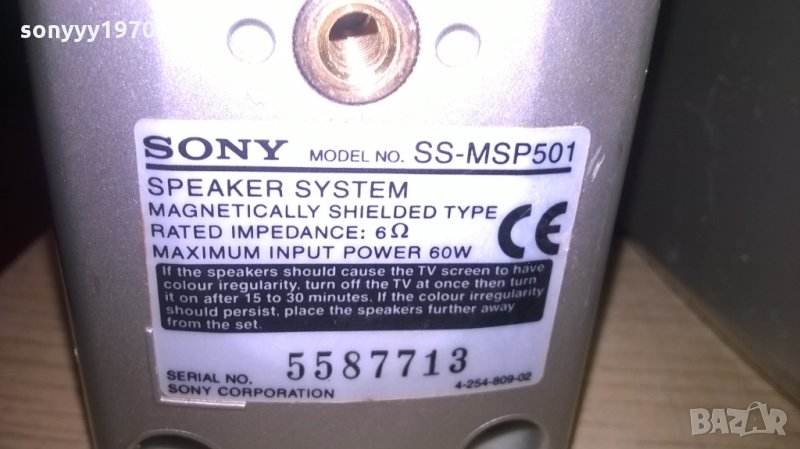 sonyyy1970
SONY MODEL NO. SS-MSP501
SPEAKER SYSTEM
MAGNETICALLY SHIELDED TYPE
RATED IMPEDANCE: 6Ω
MAXIMUM INPUT POWER 60W
CE
If the speakers should cause the TV screen to have
colour iregularity, turn off the TV at once then turn
it on after 15 to 30 minutes. If the colour irregularity
should persist, place the speakers further away
from the set.
SERIAL NO. 5587713
SONY CORPORATION 4-254-809-02
BAZAR